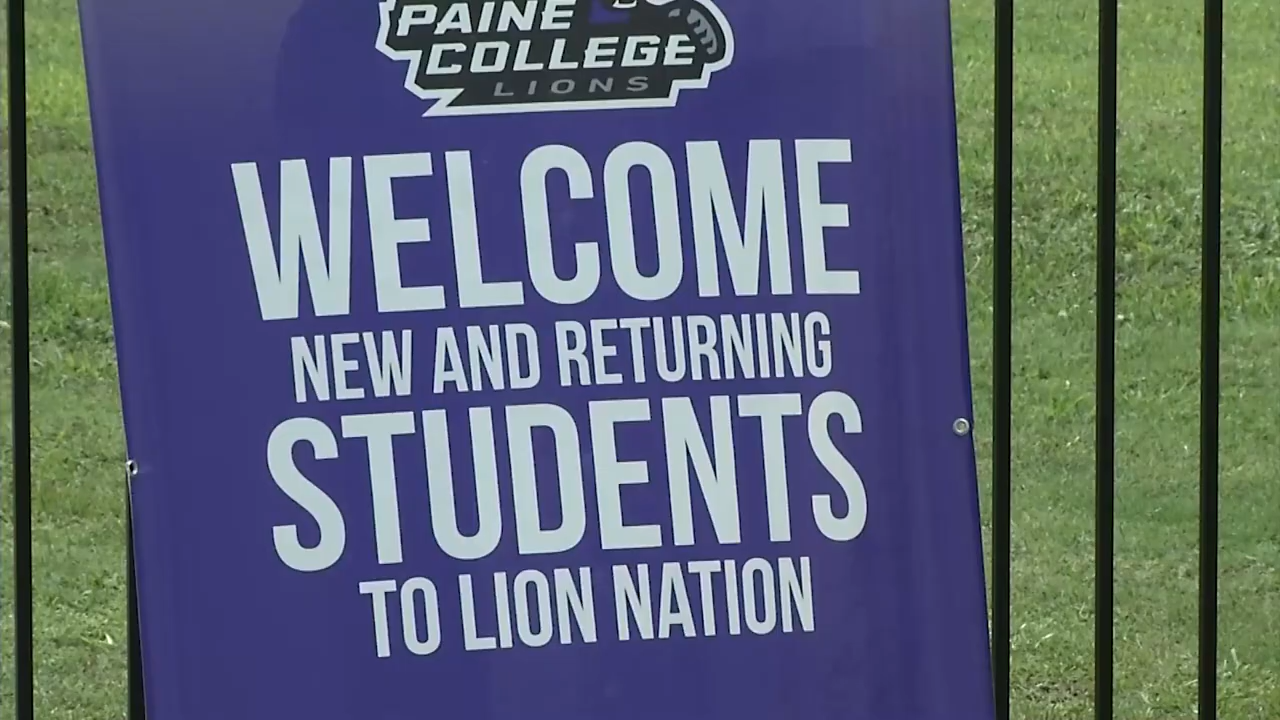 PAINE
COLLEGE
LIONS
WELCOME
NEW AND RETURNING
STUDENTS
TO LION NATION